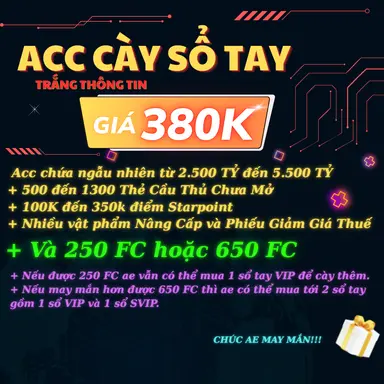 ACC CÀY SỔ TAY
TRẮNG THÔNG TIN
GIÁ 380K
Acc chứa ngẫu nhiên từ 2.500 TỶ đến 5.500 TỶ
+ 500 đến 1300 Thẻ Cầu Thủ Chưa Mở
+ 100K đến 350k điểm Starpoint
+ Nhiều vật phẩm Nâng Cấp và Phiếu Giảm Giá Thuế
+ Và 250 FC hoặc 650 FC
+ Nếu được 250 FC ae vẫn có thể mua 1 sổ tay VIP để cày thêm.
+ Nếu may mắn hơn được 650 FC thì ae có thể mua tới 2 sổ tay
gồm 1 sổ VIP và 1 sổ SVIP.
CHÚC AE MAY MẮN!!!